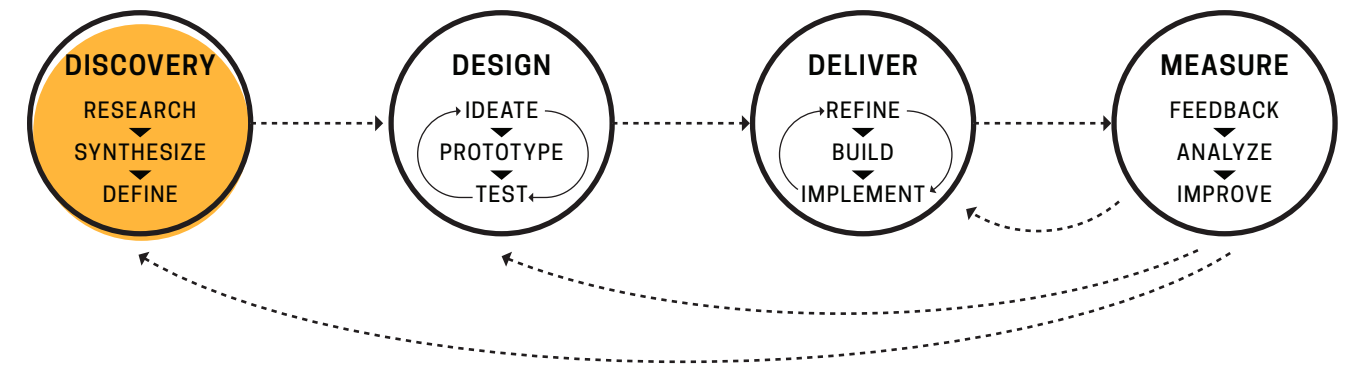 DISCOVERY
RESEARCH
SYNTHESIZE
DEFINE
DESIGN
IDEATE
PROTOTYPE
TEST
DELIVER
REFINE
BUILD
IMPLEMENT
MEASURE
FEEDBACK
ANALYZE
IMPROVE